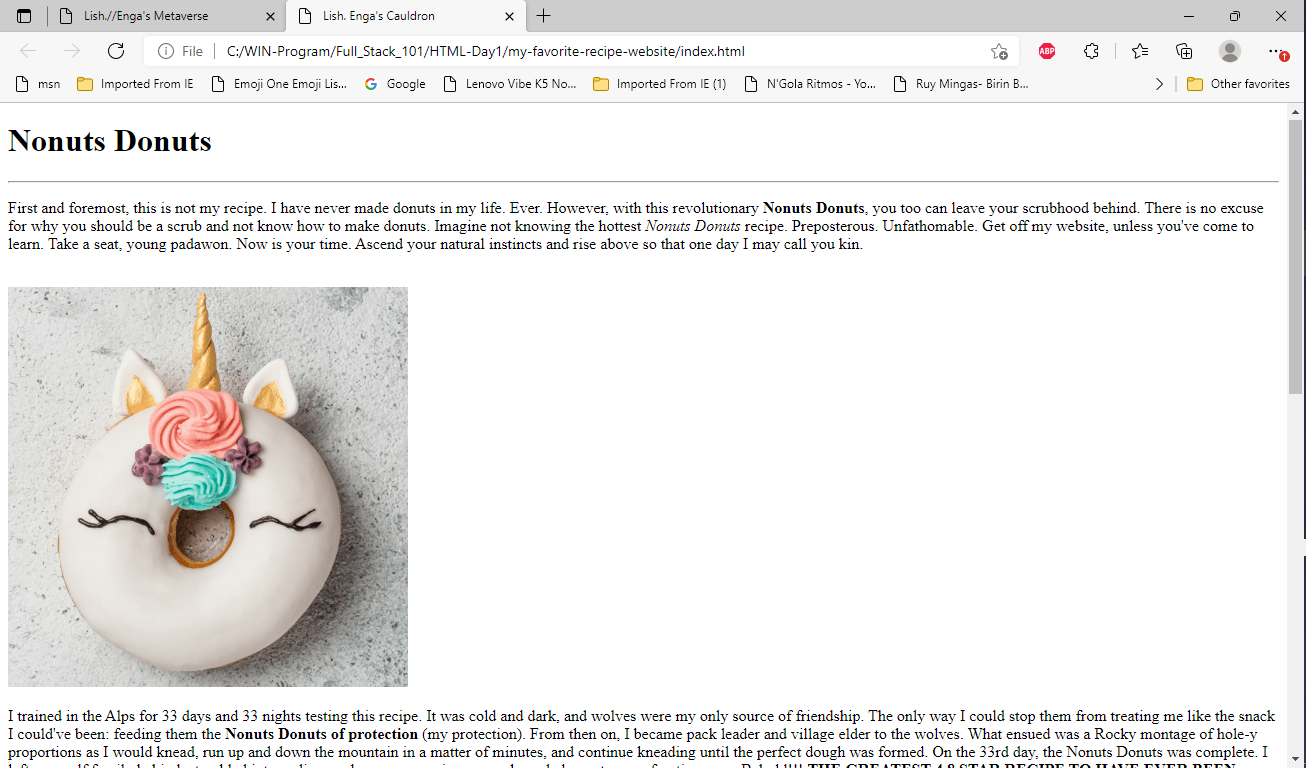 Lish.//Enga's Metaverse
Lish. Enga's Cauldron
File
C:/WIN-Program/Full_Stack_101/HTML-Day1/my-favorite-recipe-website/index.html
ABP
1
msn
Imported From IE
Emoji One Emoji Lis...
Google
Lenovo Vibe K5 No...
Imported From IE (1)
N'Gola Ritmos - Yo...
Ruy Mingas- Birin B...
Other favorites
Nonuts Donuts
First and foremost, this is not my recipe. I have never made donuts in my life. Ever. However, with this revolutionary Nonuts Donuts, you too can leave your scrubhood behind. There is no excuse
for why you should be a scrub and not know how to make donuts. Imagine not knowing the hottest Nonuts Donuts recipe. Preposterous. Unfathomable. Get off my website, unless you've come to
learn. Take a seat, young padawon. Now is your time. Ascend your natural instincts and rise above so that one day I may call you kin.
I trained in the Alps for 33 days and 33 nights testing this recipe. It was cold and dark, and wolves were my only source of friendship. The only way I could stop them from treating me like the snack
I could've been: feeding them the Nonuts Donuts of protection (my protection). From then on, I became pack leader and village elder to the wolves. What ensued was a Rocky montage of hole-y
proportions as I would knead, run up and down the mountain in a matter of minutes, and continue kneading until the perfect dough was formed. On the 33rd day, the Nonuts Donuts was complete. I
THE GREATEST 4.8 STAR RECIPE TO HAVE EVER BEEN